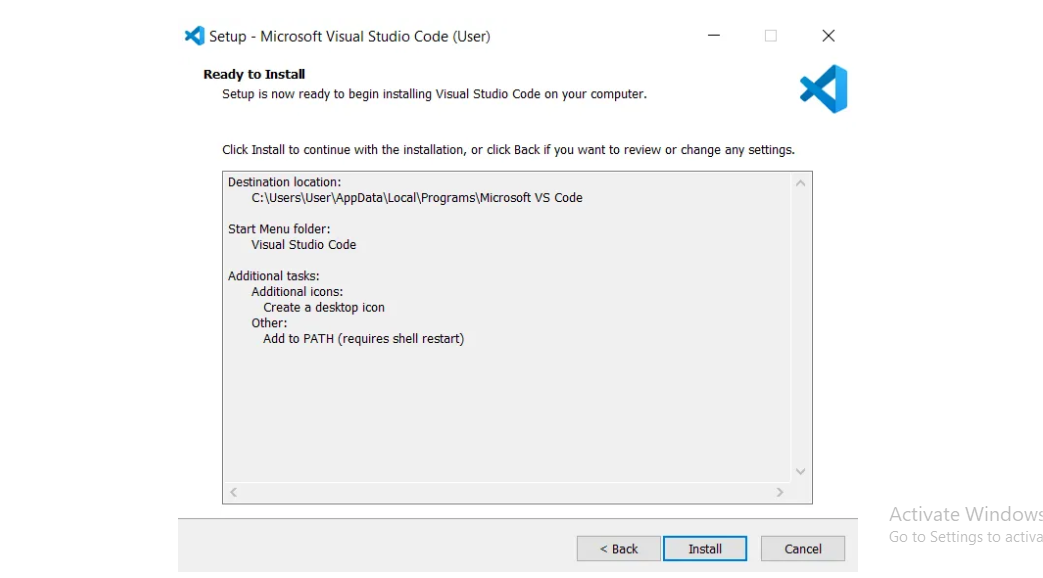 Setup - Microsoft Visual Studio Code (User)
Ready to Install
Setup is now ready to begin installing Visual Studio Code on your computer.
Click Install to continue with the installation, or click Back if you want to review or change any settings.
Destination location:
C:\Users\User\AppData\Local\Programs\Microsoft VS Code
Start Menu folder:
Visual Studio Code
Additional tasks:
Additional icons:
Create a desktop icon
Other:
Add to PATH (requires shell restart)
Activate Windows
Go to Settings to activa
< Back
Install
Cancel